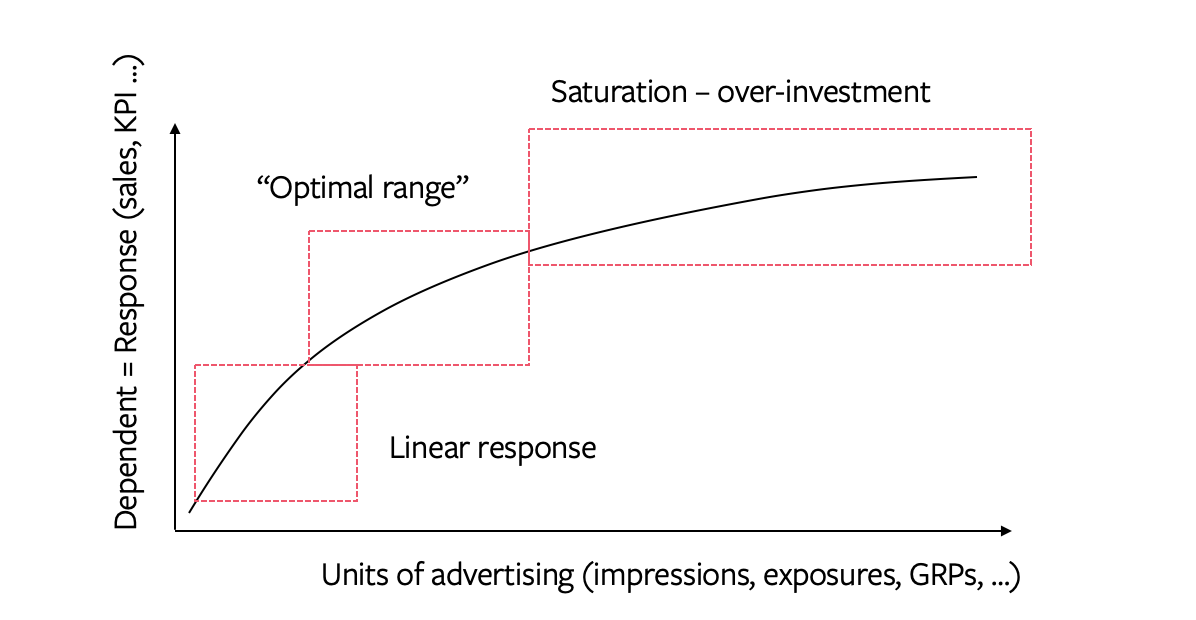 Saturation – over-investment
“Optimal range”
Dependent = Response (sales, KPI ...)
Linear response
Units of advertising (impressions, exposures, GRPs, ...)